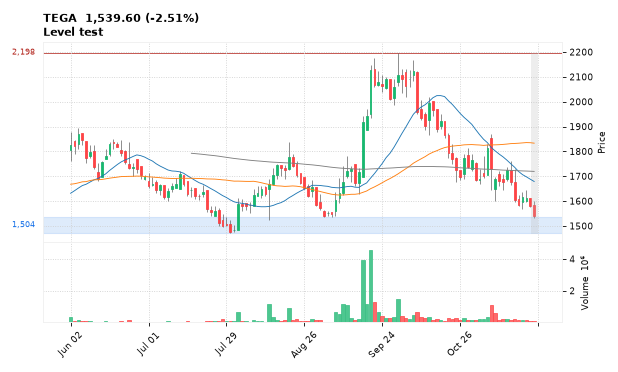 TEGA 1,539.60 (-2.51%)
Level test
2,198
2200
2100
2000
1900
1800
1700
1600
1500
Price
1,504
4
2
Volume 10⁶
Jun 02
Jul 01
Jul 29
Aug 26
Sep 24
Oct 26